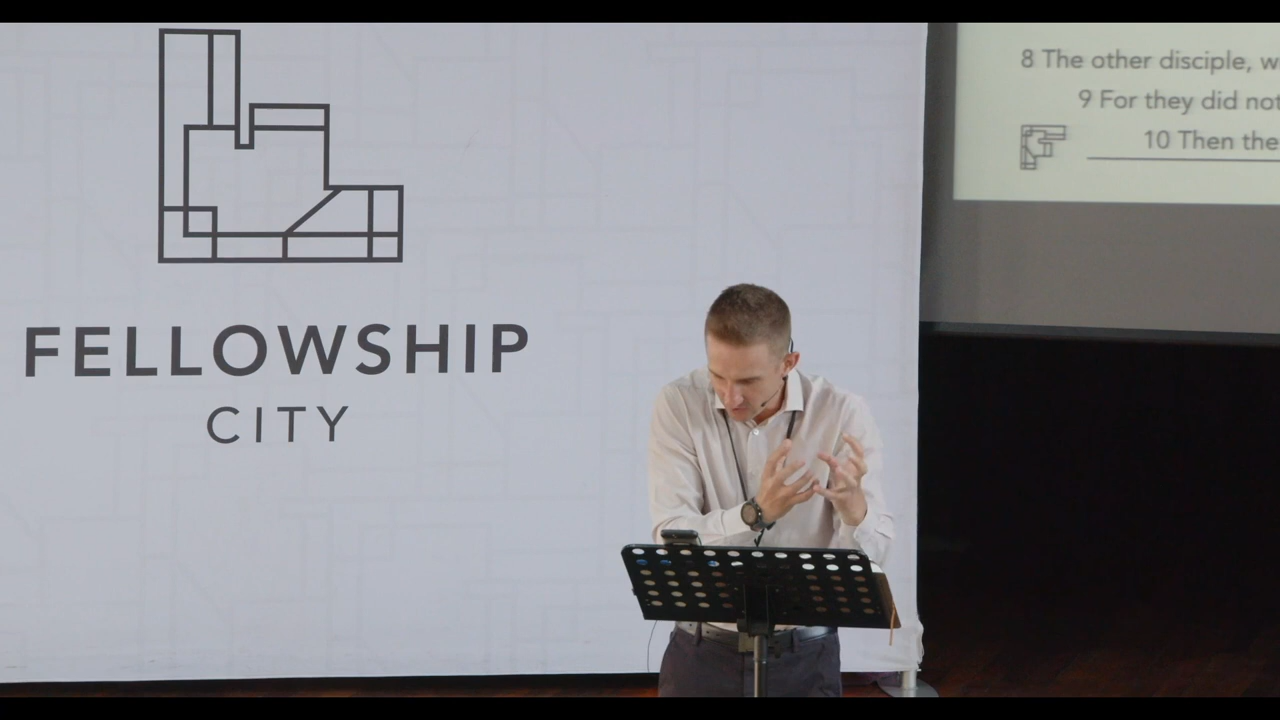 FELLOWSHIP
CITY
8 The other disciple, w
9 For they did not
10 Then the